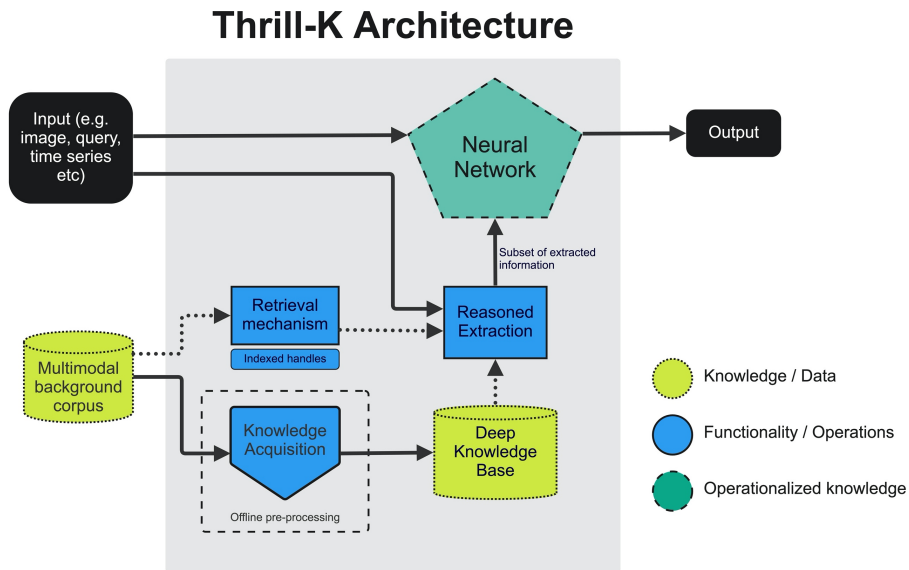 Thrill-K Architecture
Input (e.g.
image, query,
time series
etc)
Neural
Network
Output
Subset of extracted
information
Retrieval
mechanism
Indexed handles
Reasoned
Extraction
Multimodal
background
corpus
Knowledge
Acquisition
Offline pre-processing
Deep
Knowledge
Base
Knowledge / Data
Functionality / Operations
Operationalized knowledge